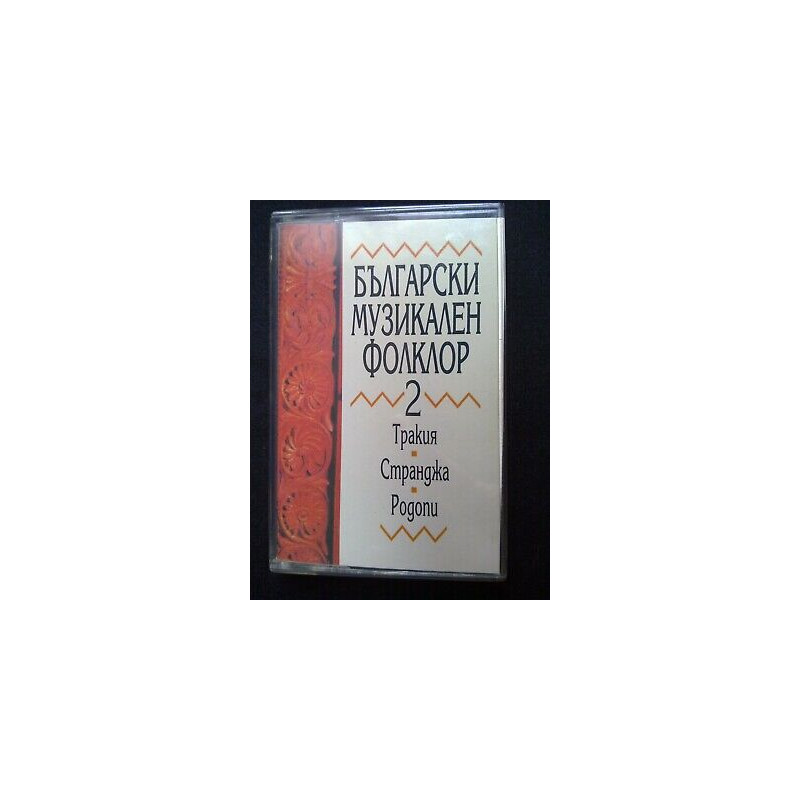 БЪЛГАРСКИ
МУЗИКАЛЕН
ФОЛКЛОР
2
Тракия
Странджа
Родопи